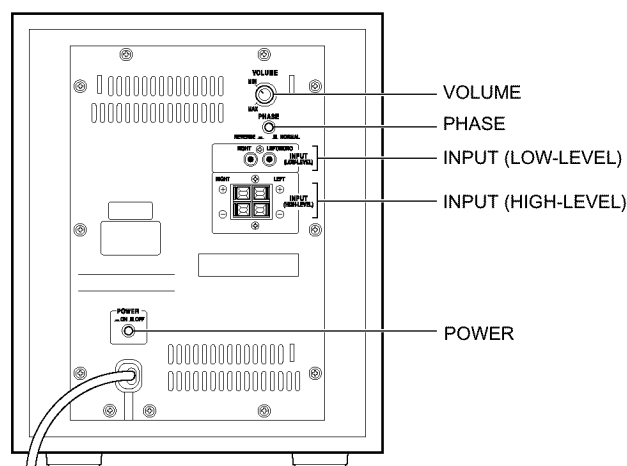 VOLUME
MIN
MAX
PHASE
REVERSE NORMAL
RIGHT LEFT/MONO
INPUT
(LOW-LEVEL)
RIGHT LEFT
+ +
INPUT
(HIGH-LEVEL)
− −
POWER
ON OFF
VOLUME
PHASE
INPUT (LOW-LEVEL)
INPUT (HIGH-LEVEL)
POWER